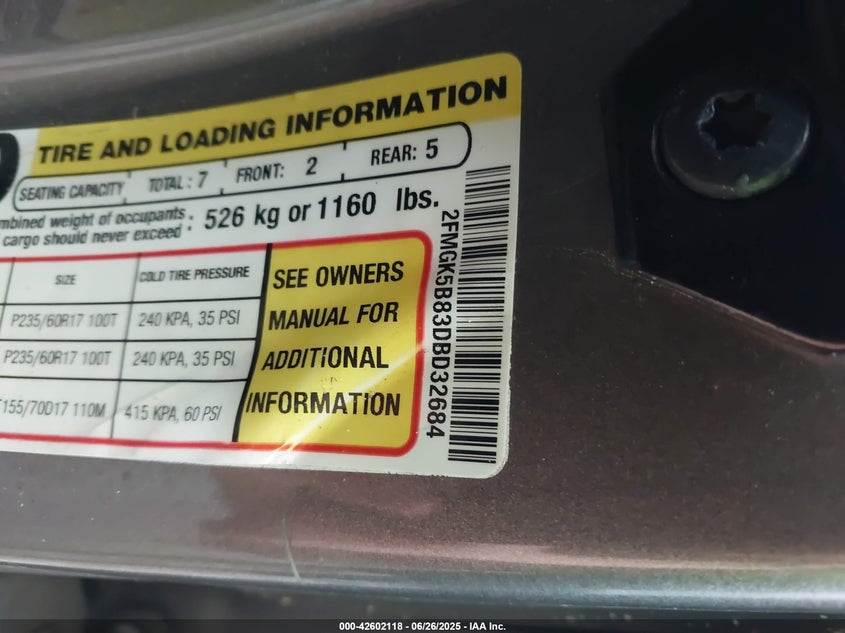 TIRE AND LOADING INFORMATION
SEATING CAPACITY TOTAL : 7 FRONT: 2 REAR: 5
mbined weight of occupants
cargo should never exceed : 526 kg or 1160 lbs.
SIZE COLD TIRE PRESSURE
P235/60R17 100T 240 KPA, 35 PSI
P235/60R17 100T 240 KPA, 35 PSI
T155/70D17 110M 415 KPA, 60 PSI
SEE OWNERS
MANUAL FOR
ADDITIONAL
INFORMATION
2FMGK5B83DBD32684
000-42602118 - 06/26/2025 - IAA Inc.